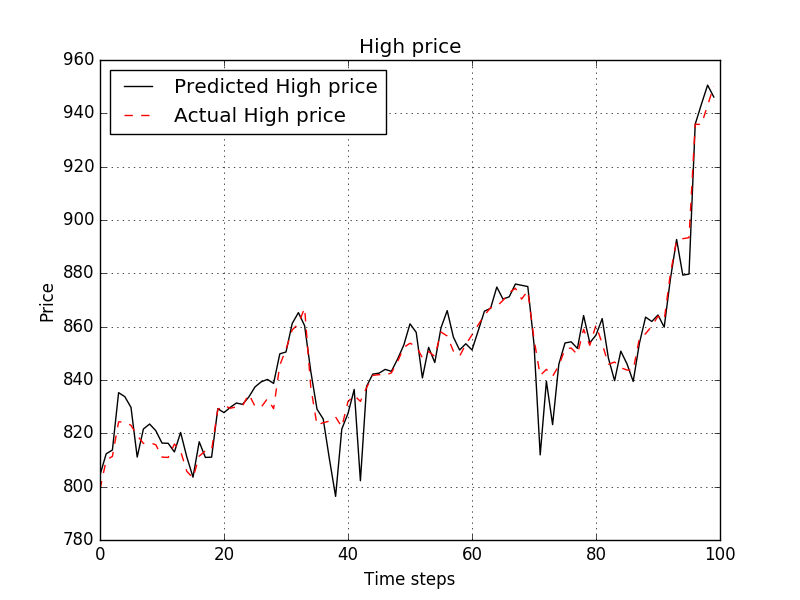 High price
Predicted High price
Actual High price
960
940
920
900
880
860
840
820
800
780
Price
0 20 40 60 80 100
Time steps